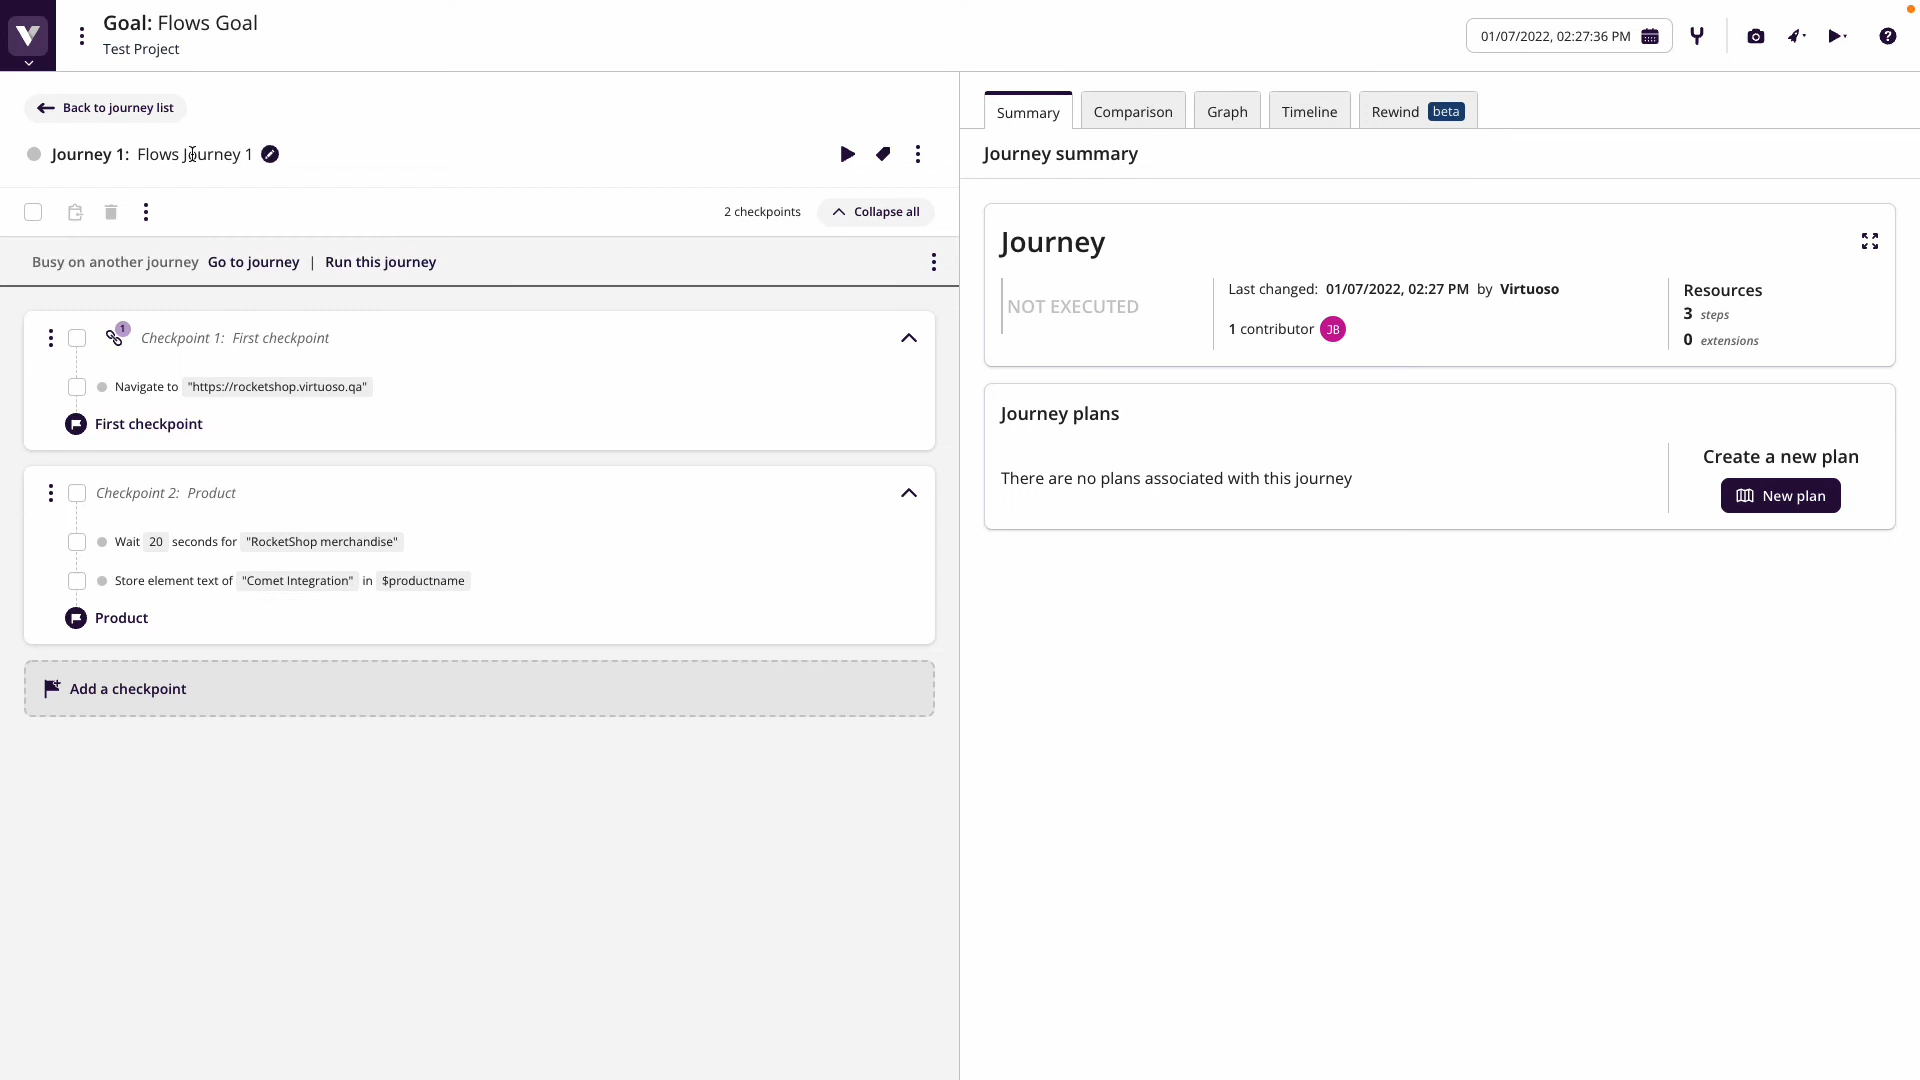 Goal: Flows Goal
Test Project
01/07/2022, 02:27:36 PM
Back to journey list
Journey 1: Flows Journey 1
2 checkpoints
Collapse all
Busy on another journey Go to journey | Run this journey
1
Checkpoint 1: First checkpoint
Navigate to "https://rocketshop.virtuoso.qa"
First checkpoint
Checkpoint 2: Product
Wait 20 seconds for "RocketShop merchandise"
Store element text of "Comet Integration" in $productname
Product
Add a checkpoint
Summary
Comparison
Graph
Timeline
Rewind beta
Journey summary
Journey
NOT EXECUTED
Last changed: 01/07/2022, 02:27 PM by Virtuoso
1 contributor JB
Resources
3 steps
0 extensions
Journey plans
There are no plans associated with this journey
Create a new plan
New plan